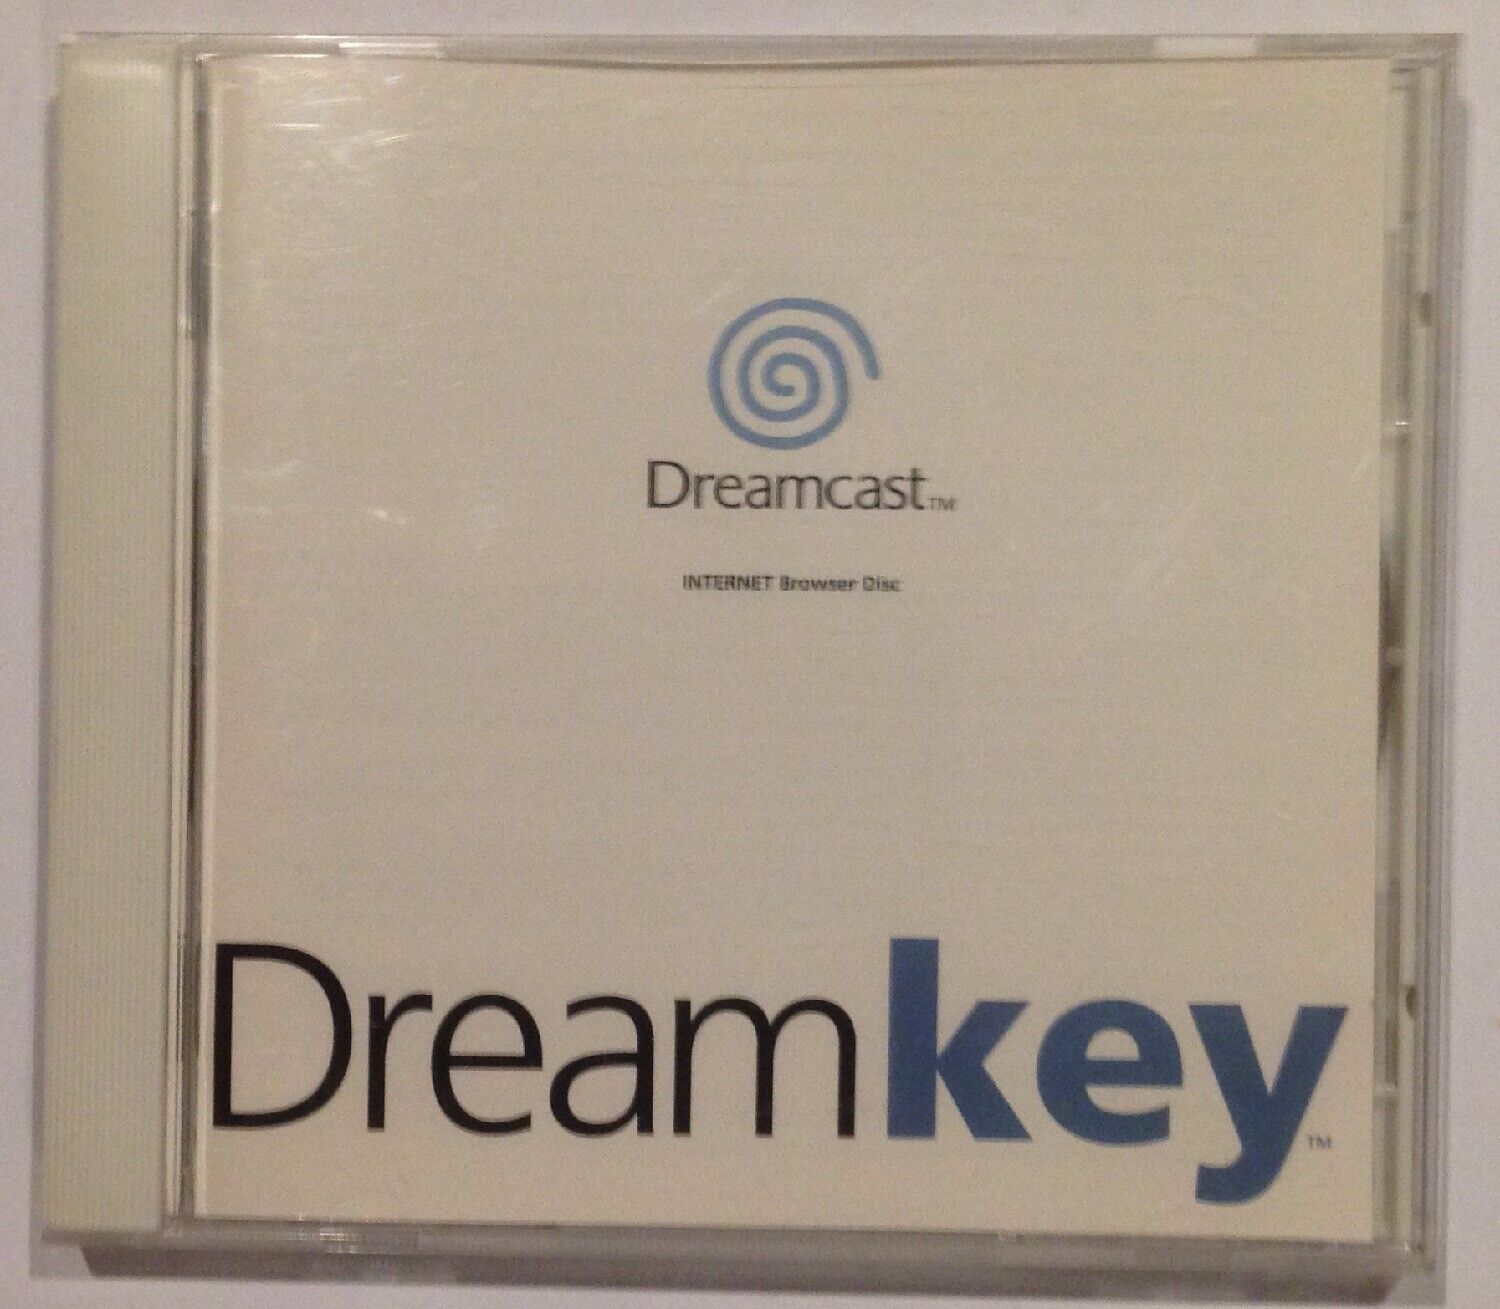 Dreamcast™
INTERNET Browser Disc
Dreamkey™